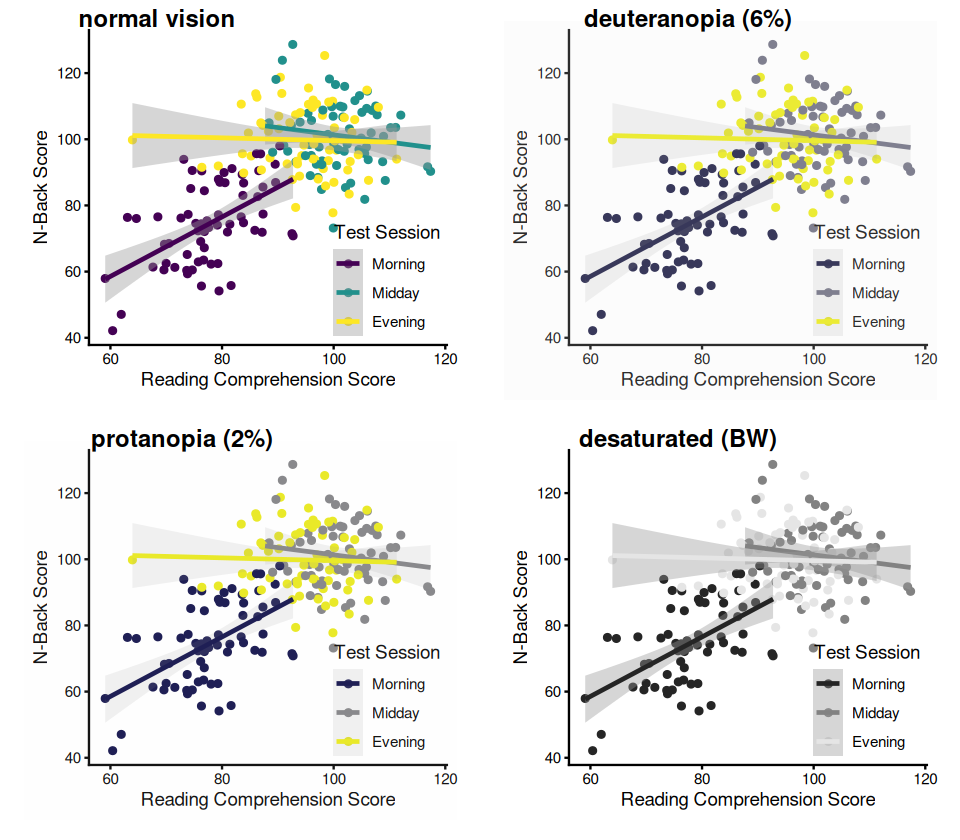 normal vision
N-Back Score
120
100
80
60
40
Test Session
Morning
Midday
Evening
60 80 100 120
Reading Comprehension Score
deuteranopia (6%)
N-Back Score
120
100
80
60
40
Test Session
Morning
Midday
Evening
60 80 100 120
Reading Comprehension Score
protanopia (2%)
N-Back Score
120
100
80
60
40
Test Session
Morning
Midday
Evening
60 80 100 120
Reading Comprehension Score
desaturated (BW)
N-Back Score
120
100
80
60
40
Test Session
Morning
Midday
Evening
60 80 100 120
Reading Comprehension Score